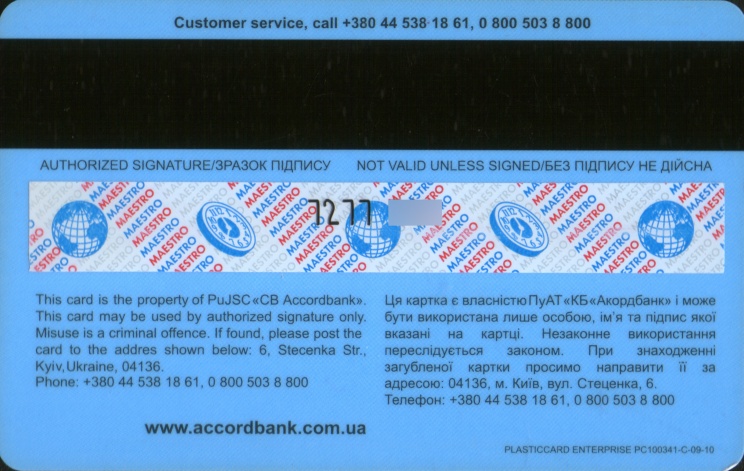 Customer service, call +380 44 538 18 61, 0 800 503 8 800
AUTHORIZED SIGNATURE/ЗРАЗОК ПІДПИСУ NOT VALID UNLESS SIGNED/БЕЗ ПІДПИСУ НЕ ДІЙСНА
MAESTRO MAESTRO MAESTRO MAESTRO MAESTRO
7277
This card is the property of PuJSC «CB Accordbank».
This card may be used by authorized signature only.
Misuse is a criminal offence. If found, please post the
card to the addres shown below: 6, Stecenka Str.,
Kyiv,Ukraine, 04136.
Phone: +380 44 538 18 61, 0 800 503 8 800
Ця картка є власністю ПуАТ «КБ «Акордбанк» і може
бути використана лише особою, ім’я та підпис якої
вказані на картці. Незаконне використання
переслідується законом. При знаходженні
загубленої картки просимо направити її за
адресою: 04136, м. Київ, вул. Стеценка, 6.
Телефон: +380 44 538 18 61, 0 800 503 8 800
www.accordbank.com.ua
PLASTICCARD ENTERPRISE PC100341-C-09-10